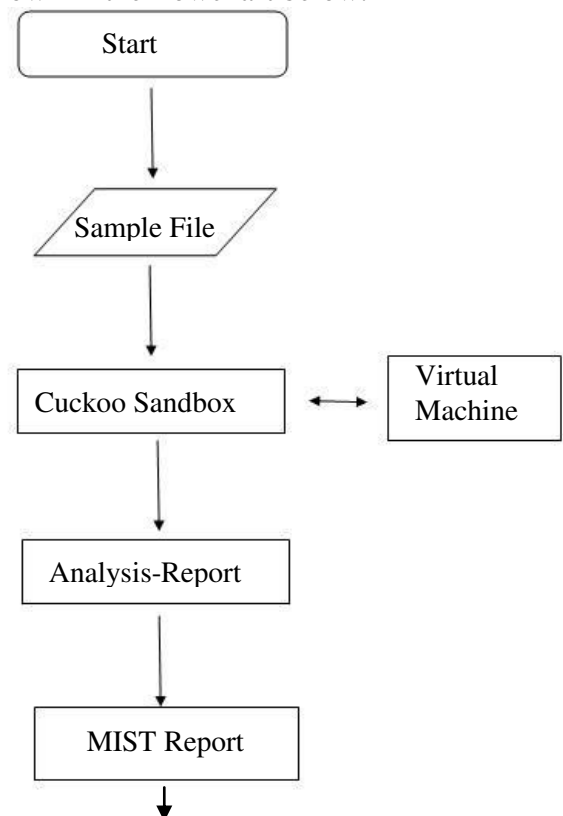 Start
Sample File
Cuckoo Sandbox
Virtual
Machine
Analysis-Report
MIST Report